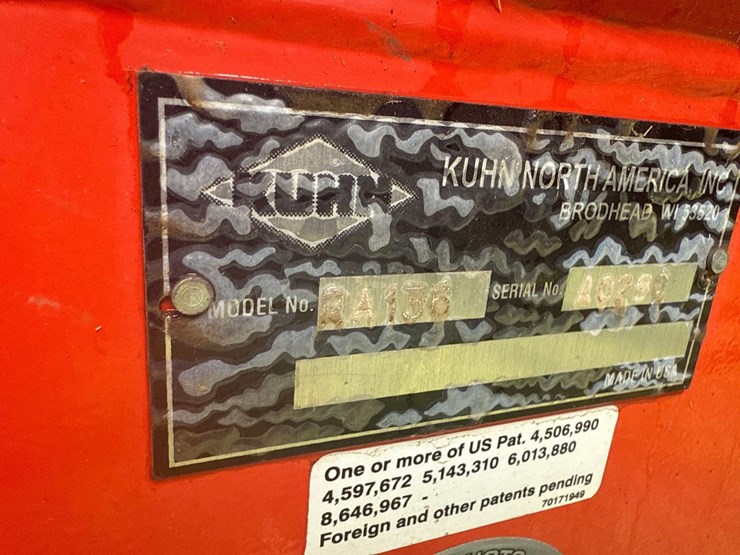 KUHN
KUHN NORTH AMERICA, INC
BRODHEAD, WI 53520
MODEL No. RA136
SERIAL No.
MADE IN USA
One or more of US Pat. 4,506,990
4,597,672 5,143,310 6,013,880
8,646,967 -
Foreign and other patents pending
70171949